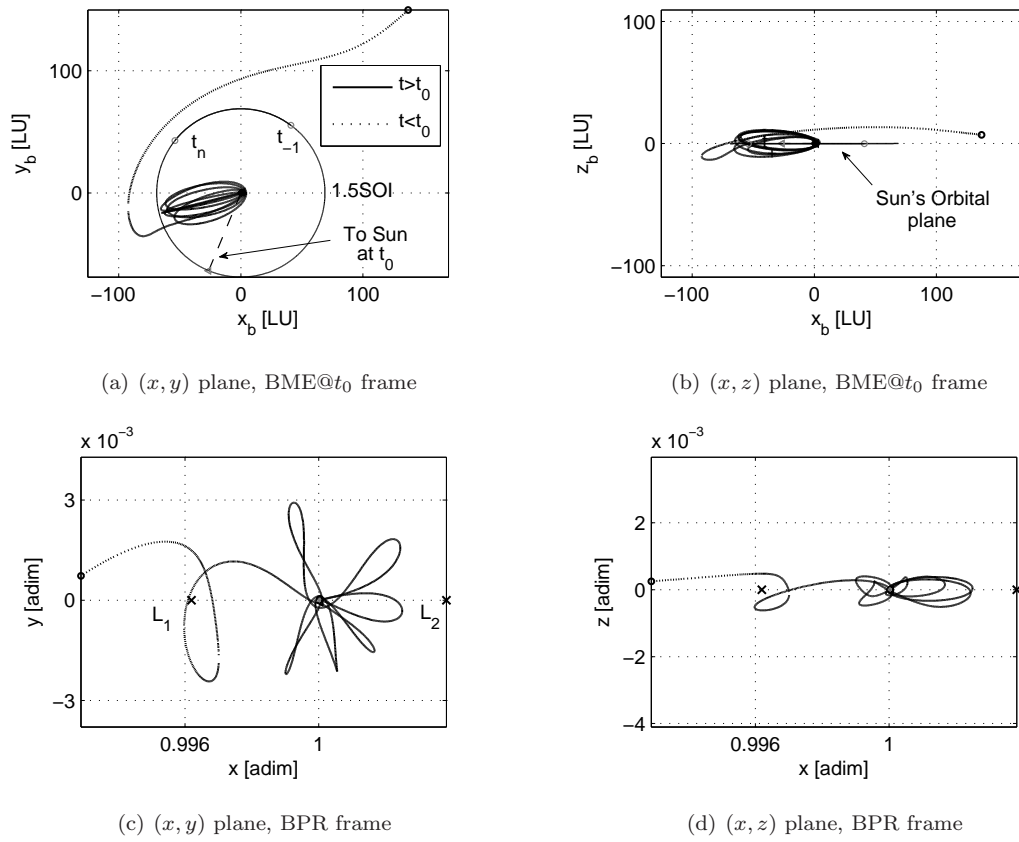 100
0
−100
0
100
y_b [LU]
x_b [LU]
t>t_0
t<t_0
t_n
t_{−1}
1.5SOI
To Sun
at t_0
(a) (x, y) plane, BME@t_0 frame
100
0
−100
−100
0
100
z_b [LU]
x_b [LU]
Sun's Orbital
plane
(b) (x, z) plane, BME@t_0 frame
x 10^{−3}
3
0
−3
0.996
1
y [adim]
x [adim]
L_1
L_2
(c) (x, y) plane, BPR frame
x 10^{−3}
2
0
−2
−4
0.996
1
z [adim]
x [adim]
(d) (x, z) plane, BPR frame